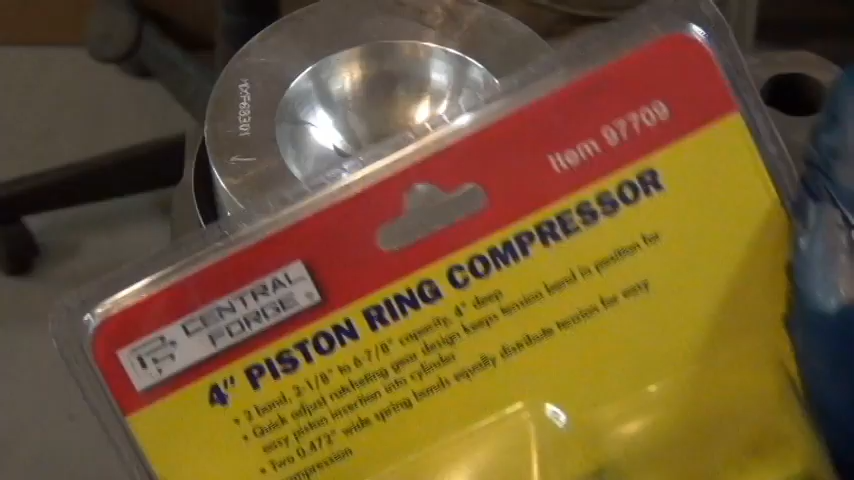 MXF68301
Item 97709
CENTRAL
FORGE®
4" PISTON RING COMPRESSOR
• 2 band, 2-1/8" to 6-7/8" capacity, 4" deep
• Quick adjust ratcheting gear design keeps tension band in position for
easy piston insertion into cylinder
• Two 0.472" wide spring bands equally distribute tension for easy
compression